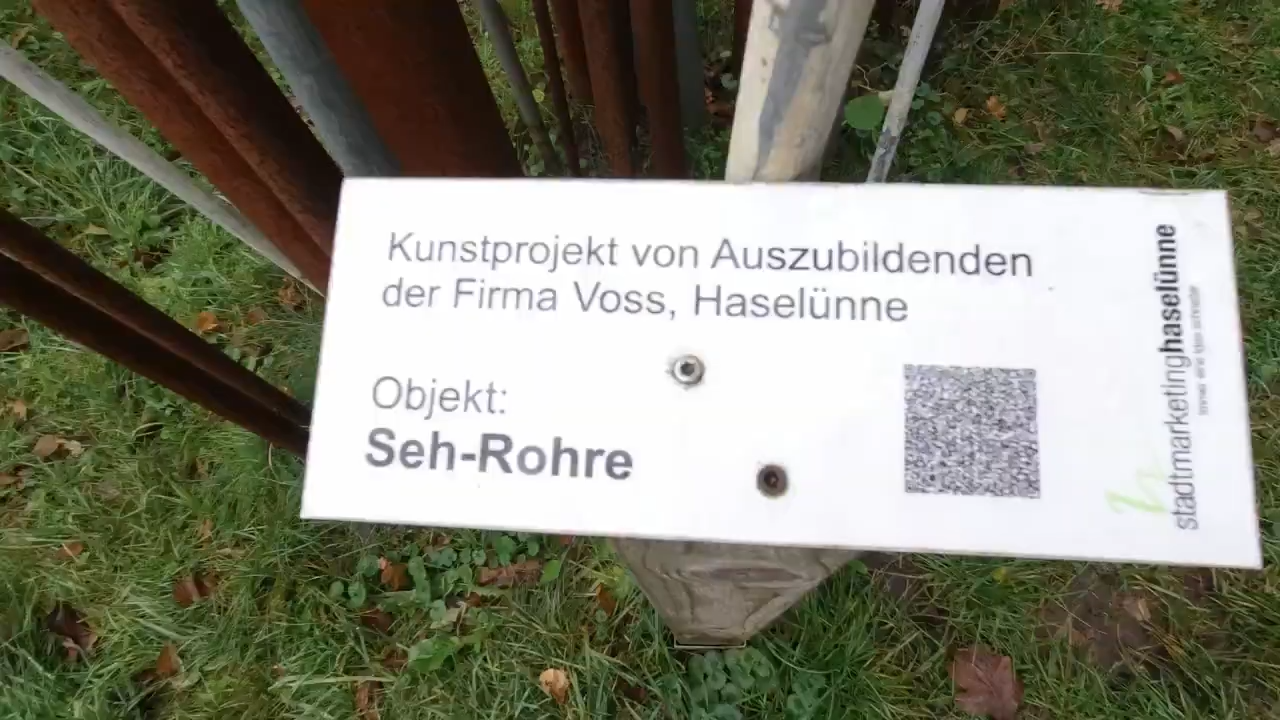 Kunstprojekt von Auszubildenden
der Firma Voss, Haselünne
Objekt:
Seh-Rohre
stadtmarketinghaselünne